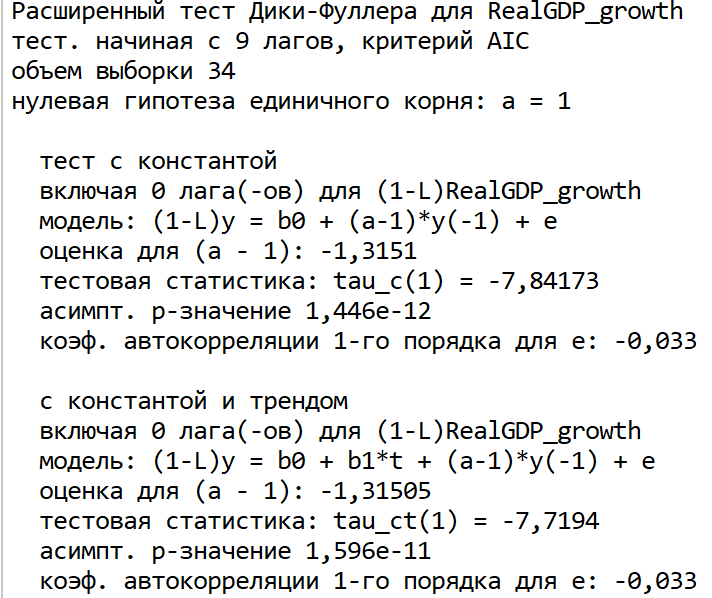 Расширенный тест Дики-Фуллера для RealGDP_growth
тест. начиная с 9 лагов, критерий AIC
объем выборки 34
нулевая гипотеза единичного корня: a = 1
тест с константой
включая 0 лага(-ов) для (1-L)RealGDP_growth
модель: (1-L)y = b0 + (a-1)*y(-1) + e
оценка для (a - 1): -1,3151
тестовая статистика: tau_c(1) = -7,84173
асимпт. p-значение 1,446e-12
коэф. автокорреляции 1-го порядка для e: -0,033
с константой и трендом
включая 0 лага(-ов) для (1-L)RealGDP_growth
модель: (1-L)y = b0 + b1*t + (a-1)*y(-1) + e
оценка для (a - 1): -1,31505
тестовая статистика: tau_ct(1) = -7,7194
асимпт. p-значение 1,596e-11
коэф. автокорреляции 1-го порядка для e: -0,033